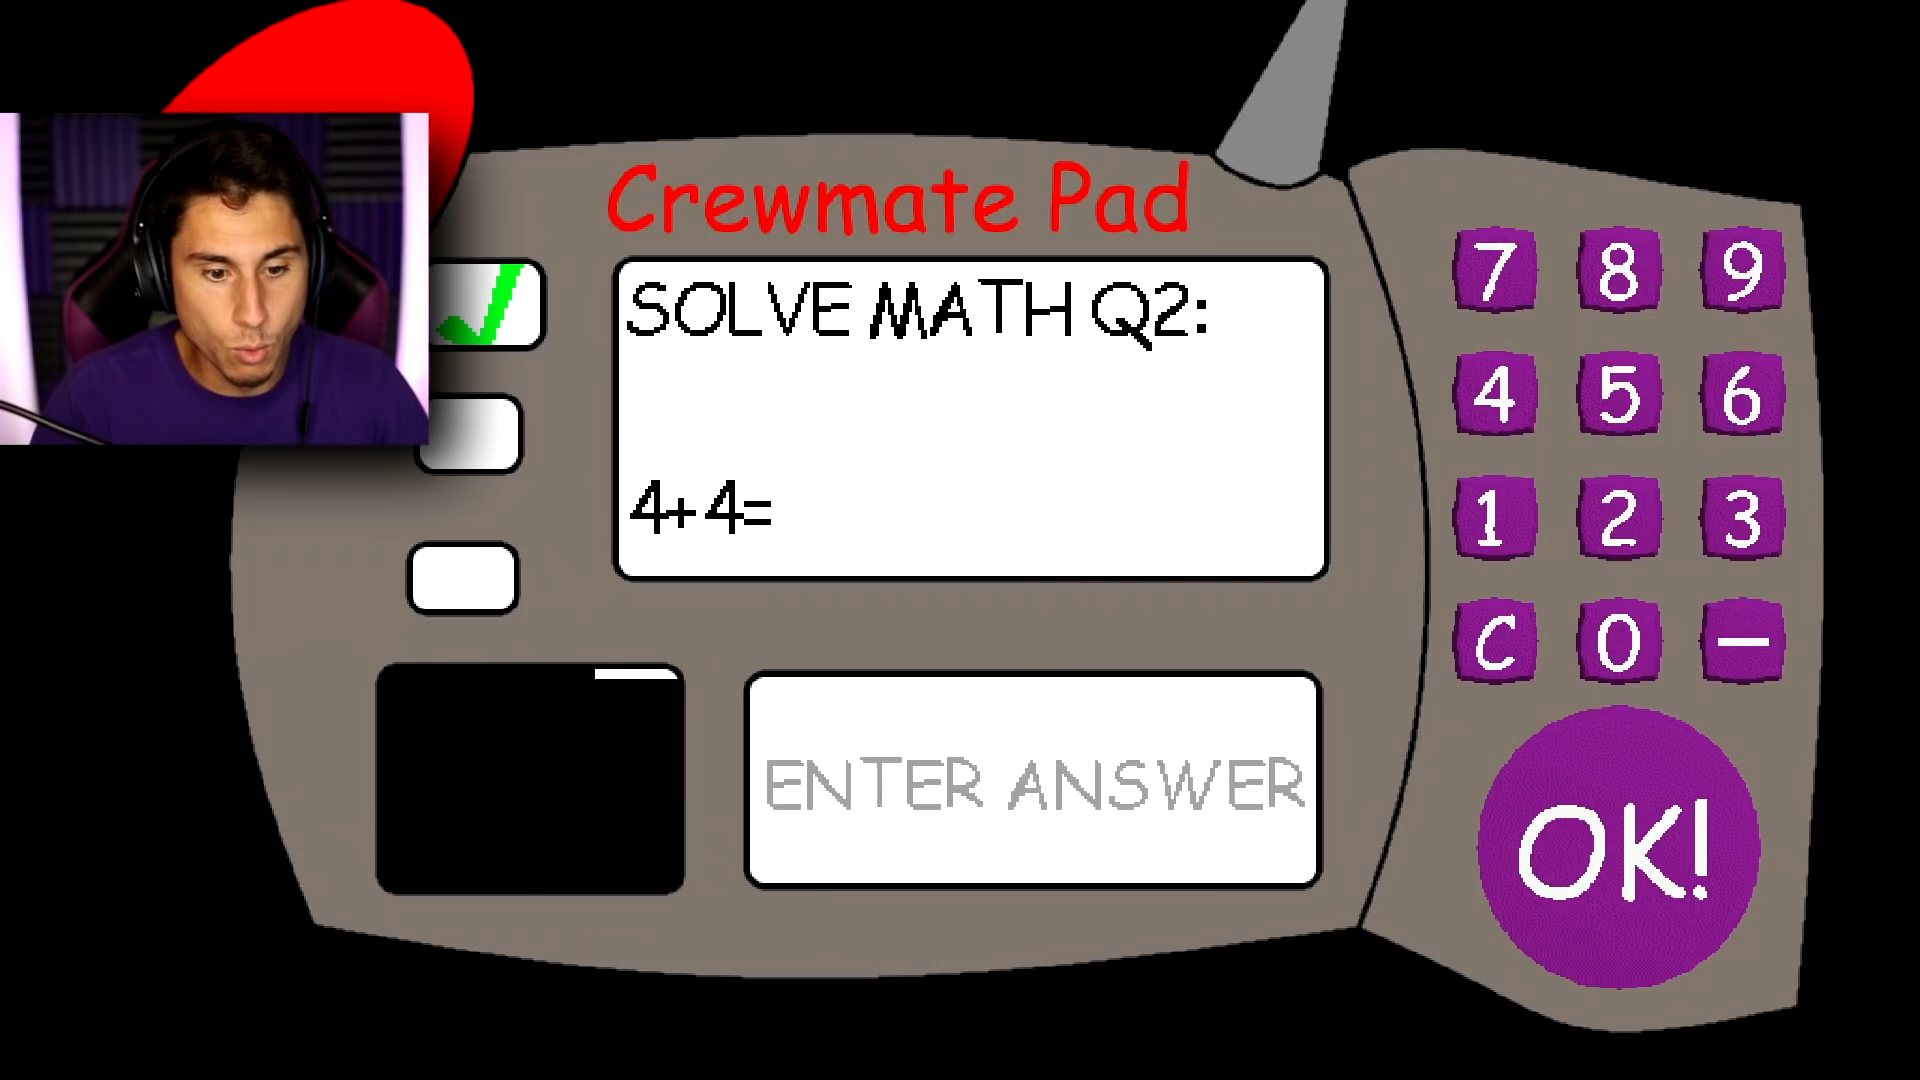 Crewmate Pad
SOLVE MATH Q2:
4+4=
ENTER ANSWER
7 8 9
4 5 6
1 2 3
C 0 —
OK!